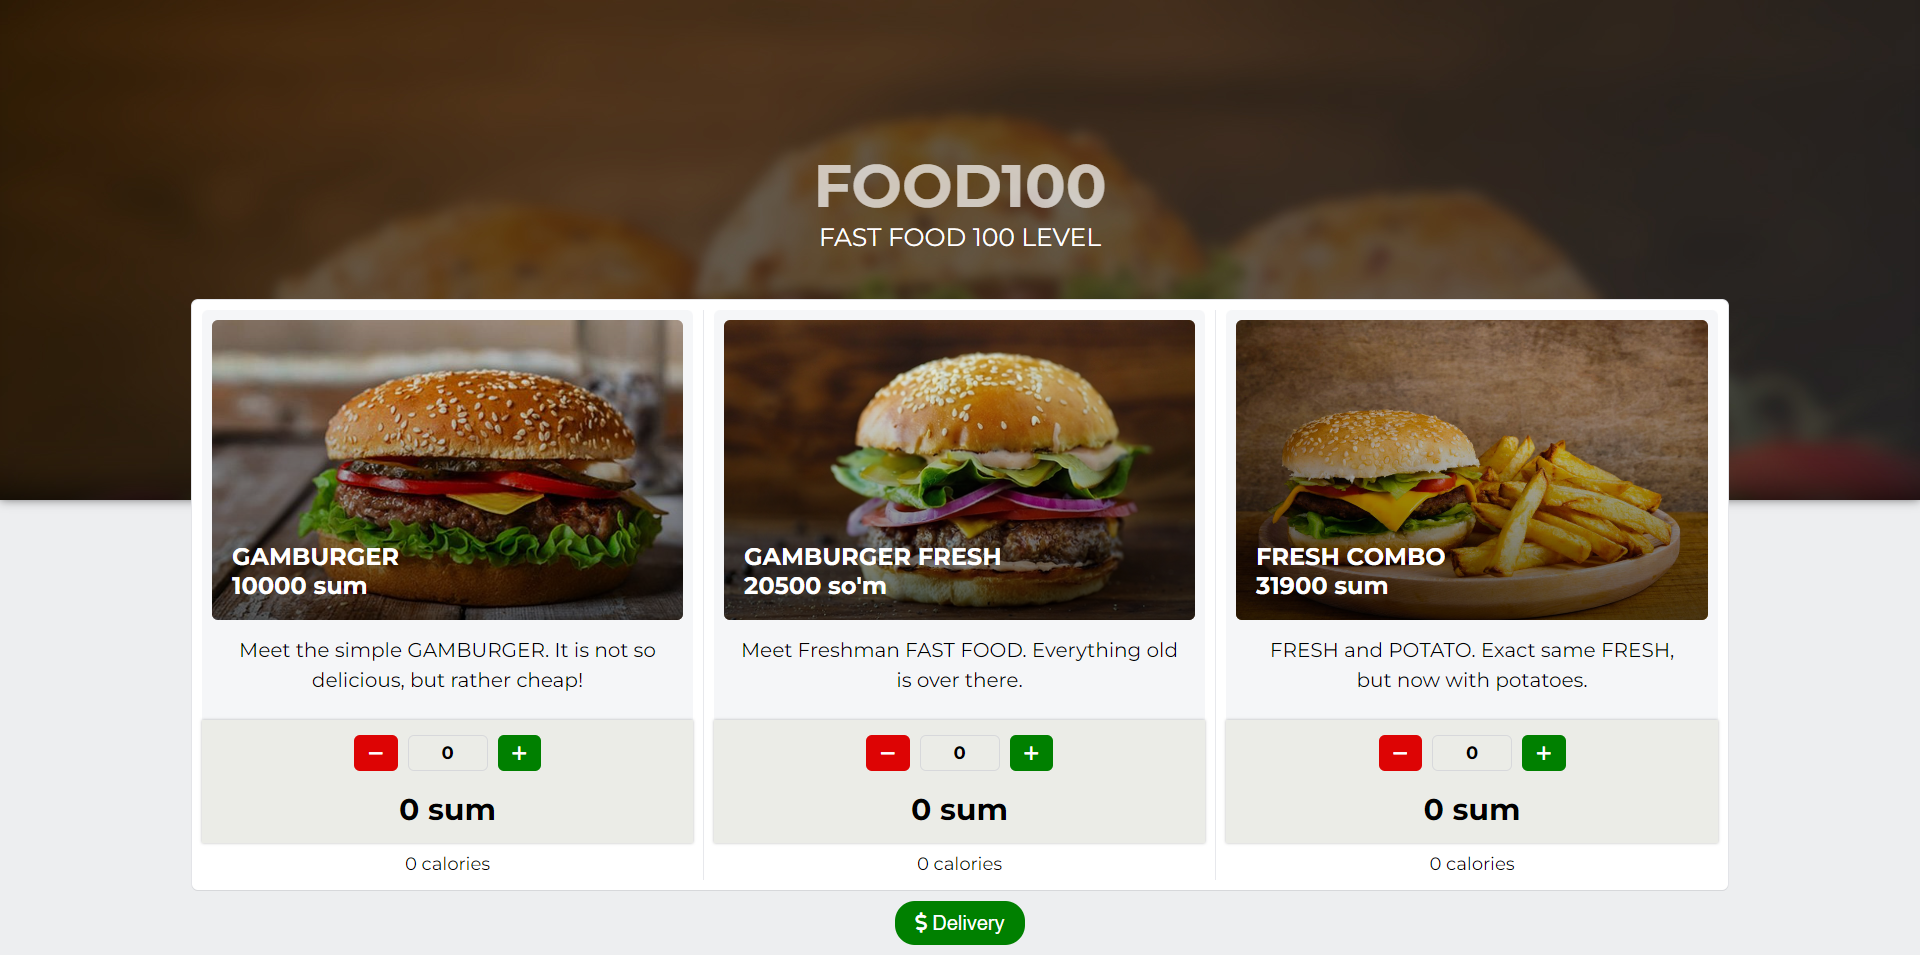 FOOD100
FAST FOOD 100 LEVEL
GAMBURGER
10000 sum
Meet the simple GAMBURGER. It is not so
delicious, but rather cheap!
− 0 +
0 sum
0 calories
GAMBURGER FRESH
20500 so'm
Meet Freshman FAST FOOD. Everything old
is over there.
− 0 +
0 sum
0 calories
FRESH COMBO
31900 sum
FRESH and POTATO. Exact same FRESH,
but now with potatoes.
− 0 +
0 sum
0 calories
$ Delivery